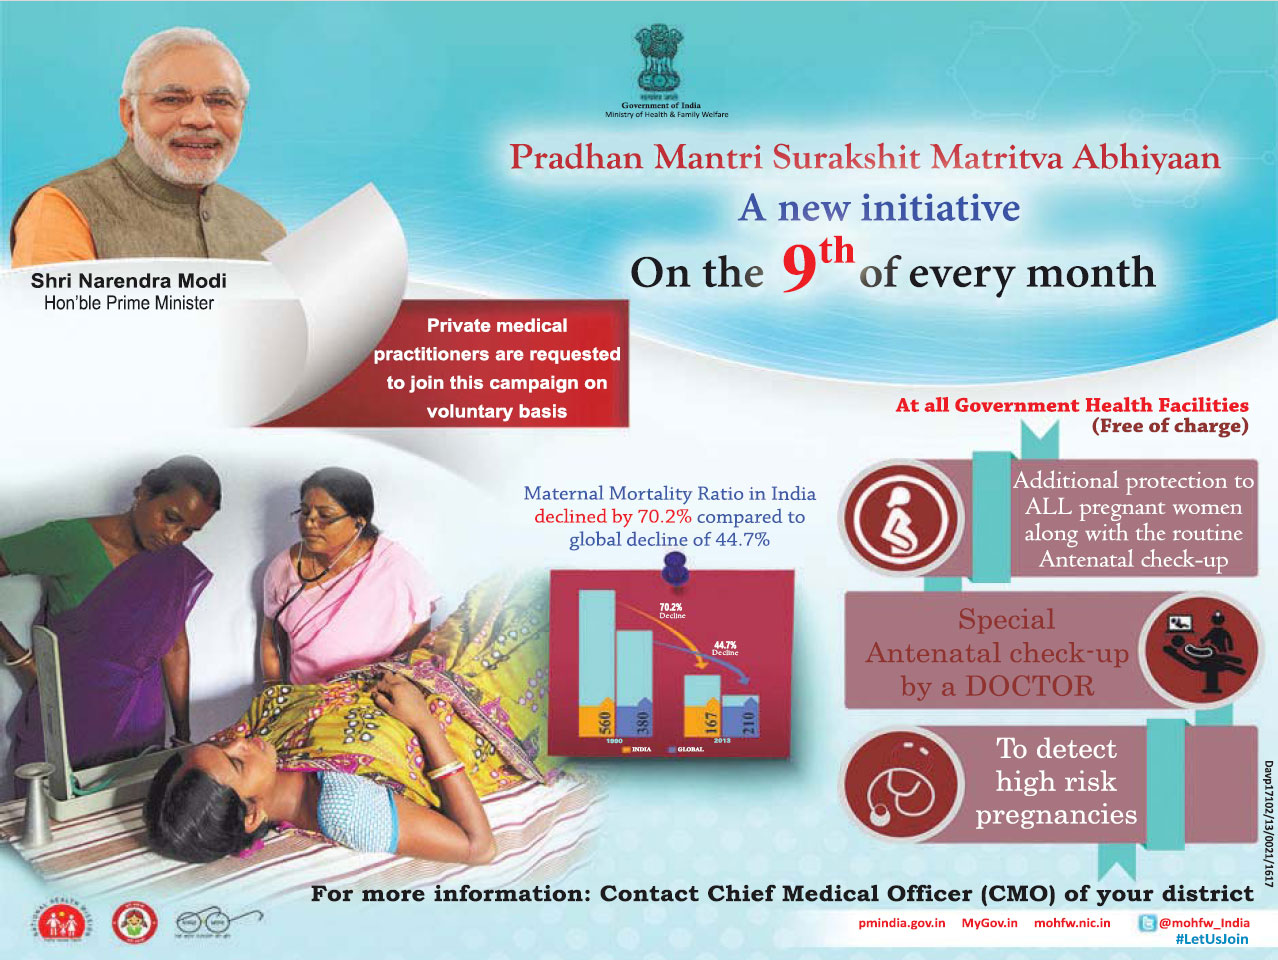 Government of India
Ministry of Health & Family Welfare
Pradhan Mantri Surakshit Matritva Abhiyaan
A new initiative
On the 9th of every month
Shri Narendra Modi
Hon'ble Prime Minister
Private medical
practitioners are requested
to join this campaign on
voluntary basis
At all Government Health Facilities
(Free of charge)
Additional protection to
ALL pregnant women
along with the routine
Antenatal check-up
Special
Antenatal check-up
by a DOCTOR
To detect
high risk
pregnancies
Maternal Mortality Ratio in India
declined by 70.2% compared to
global decline of 44.7%
70.2%
Decline
44.7%
Decline
560
380
167
210
1990
2013
INDIA
GLOBAL
Davp17102/13/0021/1617
For more information: Contact Chief Medical Officer (CMO) of your district
NATIONAL HEALTH MISSION
pmindia.gov.in MyGov.in mohfw.nic.in @mohfw_India
#LetUsJoin